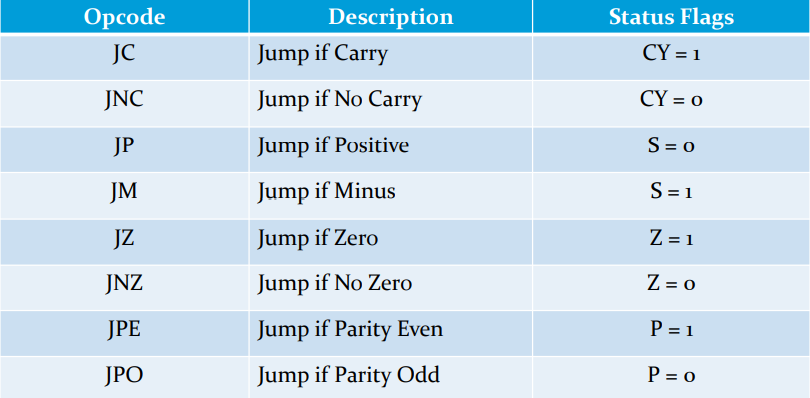 Opcode Description Status Flags
JC Jump if Carry CY = 1
JNC Jump if No Carry CY = 0
JP Jump if Positive S = 0
JM Jump if Minus S = 1
JZ Jump if Zero Z = 1
JNZ Jump if No Zero Z = 0
JPE Jump if Parity Even P = 1
JPO Jump if Parity Odd P = 0